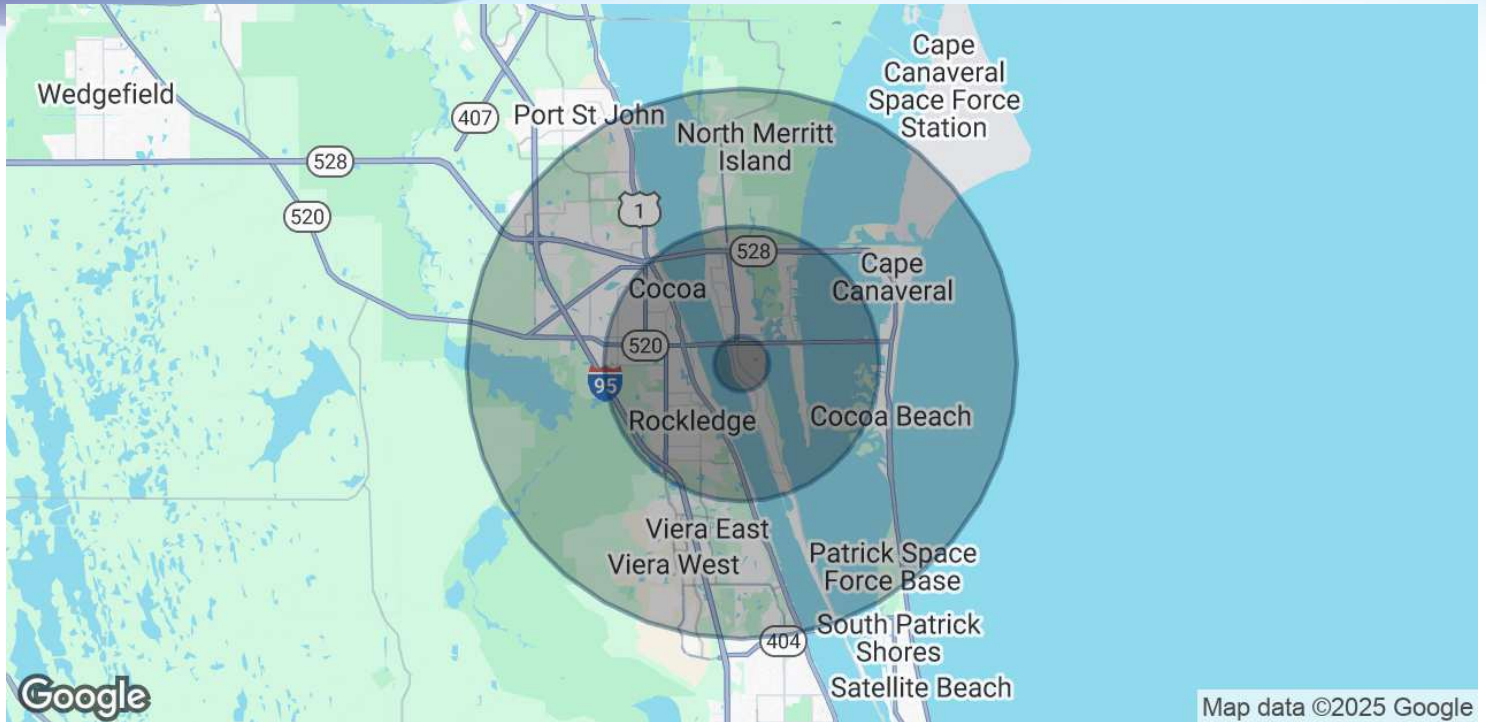 Cape
Canaveral
Space Force
Station
Wedgefield
407
Port St John
North Merritt
Island
528
520
1
528
Cape
Canaveral
Cocoa
520
95
Rockledge
Cocoa Beach
Viera East
Viera West
Patrick Space
Force Base
South Patrick
Shores
404
Satellite Beach
Google
Map data ©2025 Google